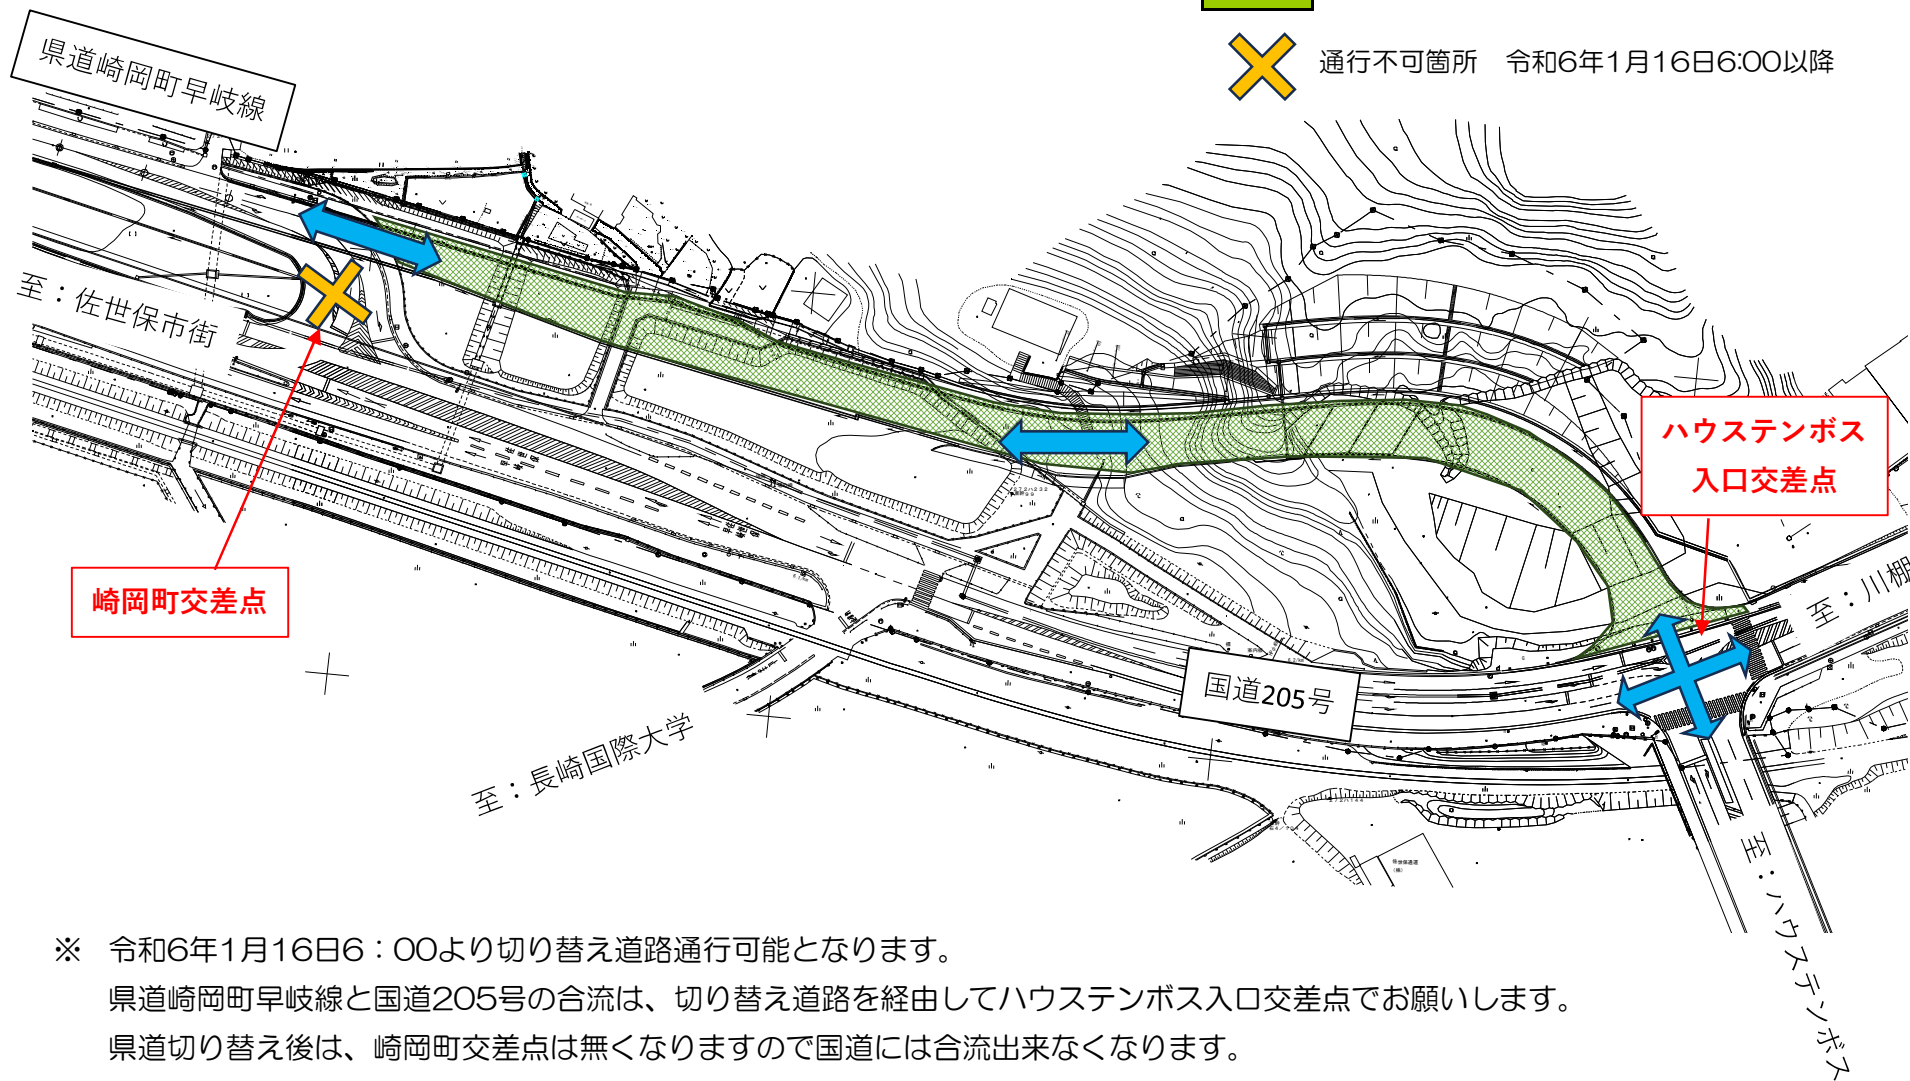 通行不可箇所　令和6年1月16日6:00以降
県道崎岡町早岐線
至：佐世保市街
ハウステンボス
入口交差点
至：川棚
崎岡町交差点
国道205号
至：長崎国際大学
至：ハウステンボス
※　令和6年1月16日6：00より切り替え道路通行可能となります。
県道崎岡町早岐線と国道205号の合流は、切り替え道路を経由してハウステンボス入口交差点でお願いします。
県道切り替え後は、崎岡町交差点は無くなりますので国道には合流出来なくなります。